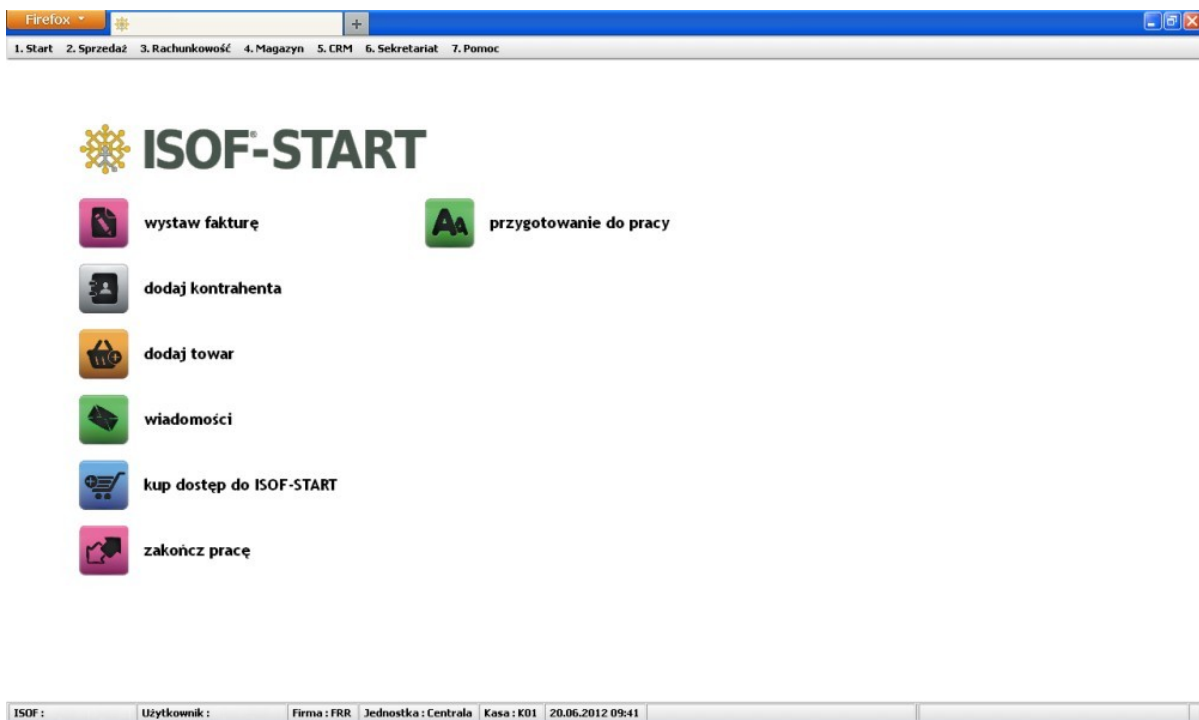 Firefox
1. Start 2. Sprzedaż 3. Rachunkowość 4. Magazyn 5. CRM 6. Sekretariat 7. Pomoc
ISOF®-START
wystaw fakturę przygotowanie do pracy
dodaj kontrahenta
dodaj towar
wiadomości
kup dostęp do ISOF-START
zakończ pracę
ISOF : Użytkownik : Firma : FRR Jednostka : Centrala Kasa : K01 20.06.2012 09:41